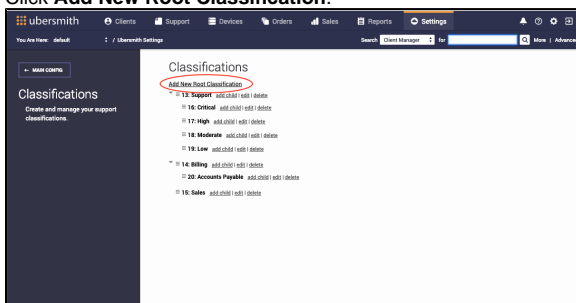 Click Add New Root Classification.
ubersmith Clients Support Devices Orders Sales Reports Settings
You Are Here: default / Ubersmith Settings Search Client Manager for More | Advanced
← MAIN CONFIG
Classifications
Create and manage your support
classifications.
Classifications
Add New Root Classification
13: Support add child | edit | delete
16: Critical add child | edit | delete
17: High add child | edit | delete
18: Moderate add child | edit | delete
19: Low add child | edit | delete
14: Billing add child | edit | delete
20: Accounts Payable add child | edit | delete
15: Sales add child | edit | delete